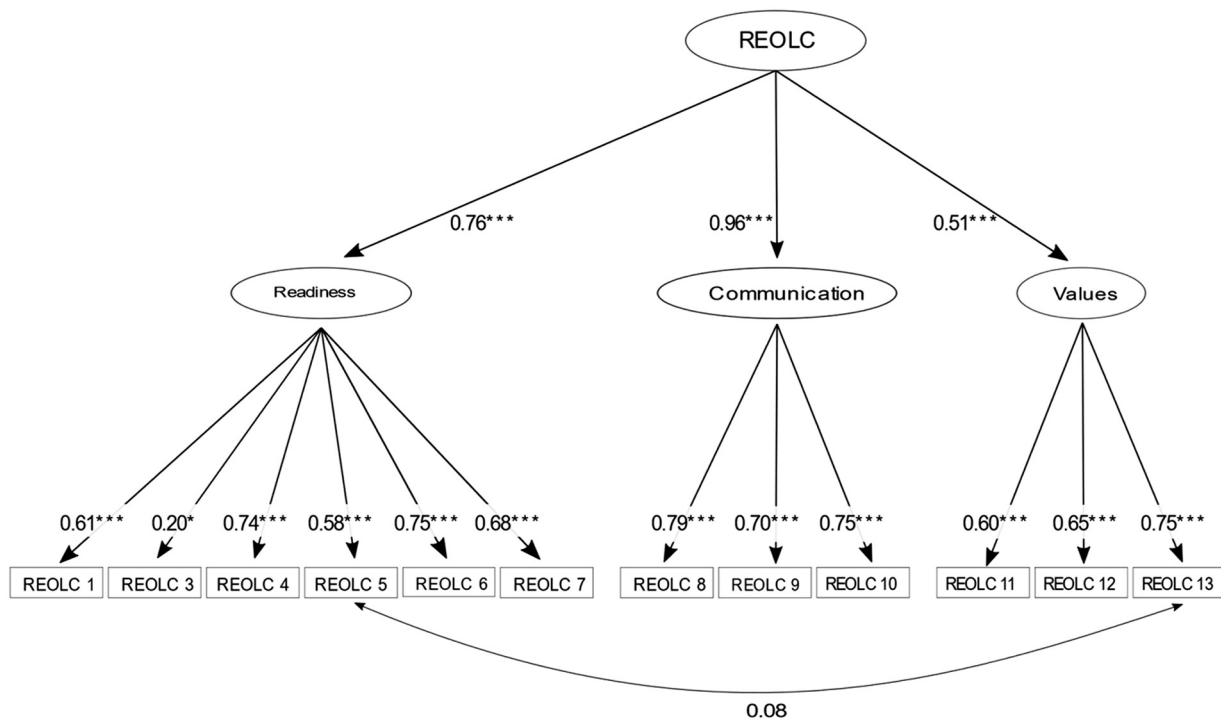 REOLC
0.76*** 0.96*** 0.51***
Readiness Communication Values
0.61*** 0.20* 0.74*** 0.58*** 0.75*** 0.68*** 0.79*** 0.70*** 0.75*** 0.60*** 0.65*** 0.75***
REOLC 1 REOLC 3 REOLC 4 REOLC 5 REOLC 6 REOLC 7 REOLC 8 REOLC 9 REOLC 10 REOLC 11 REOLC 12 REOLC 13
0.08